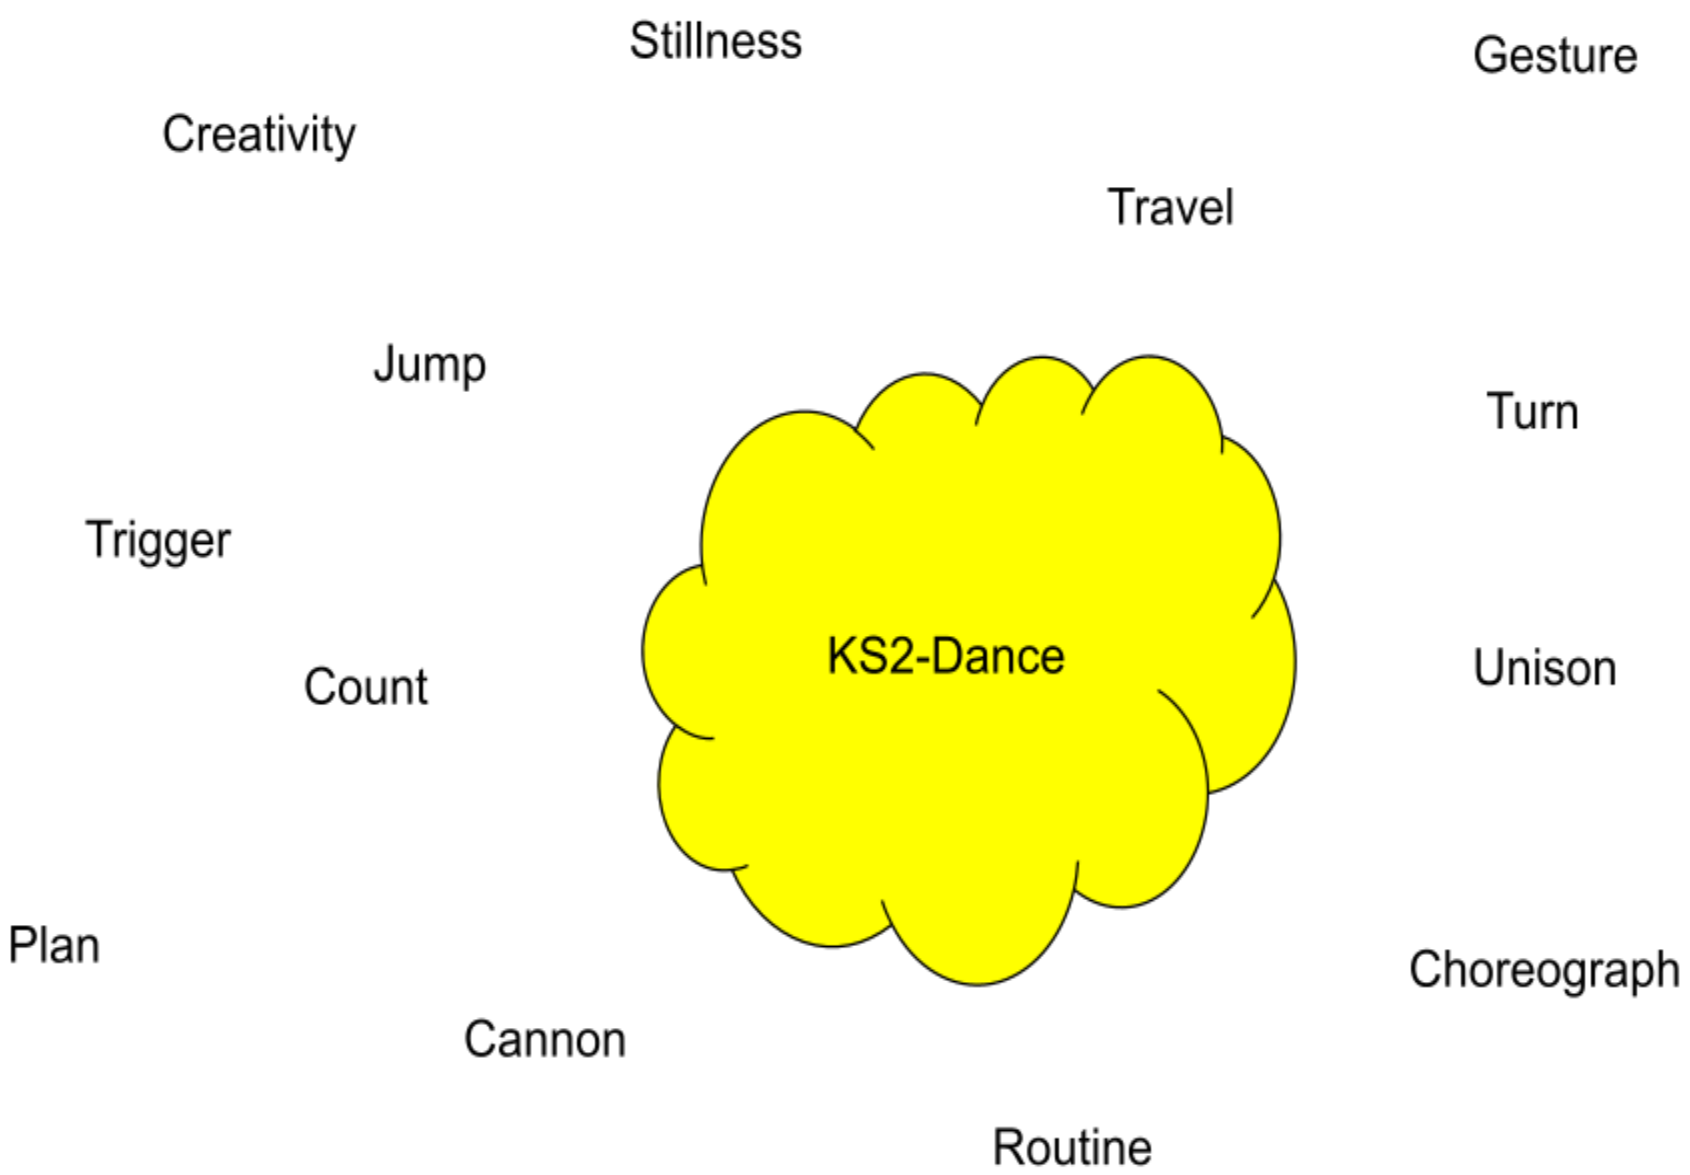 Stillness
Gesture
Creativity
Travel
Jump
Turn
Trigger
KS2-Dance
Unison
Count
Plan
Choreograph
Cannon
Routine